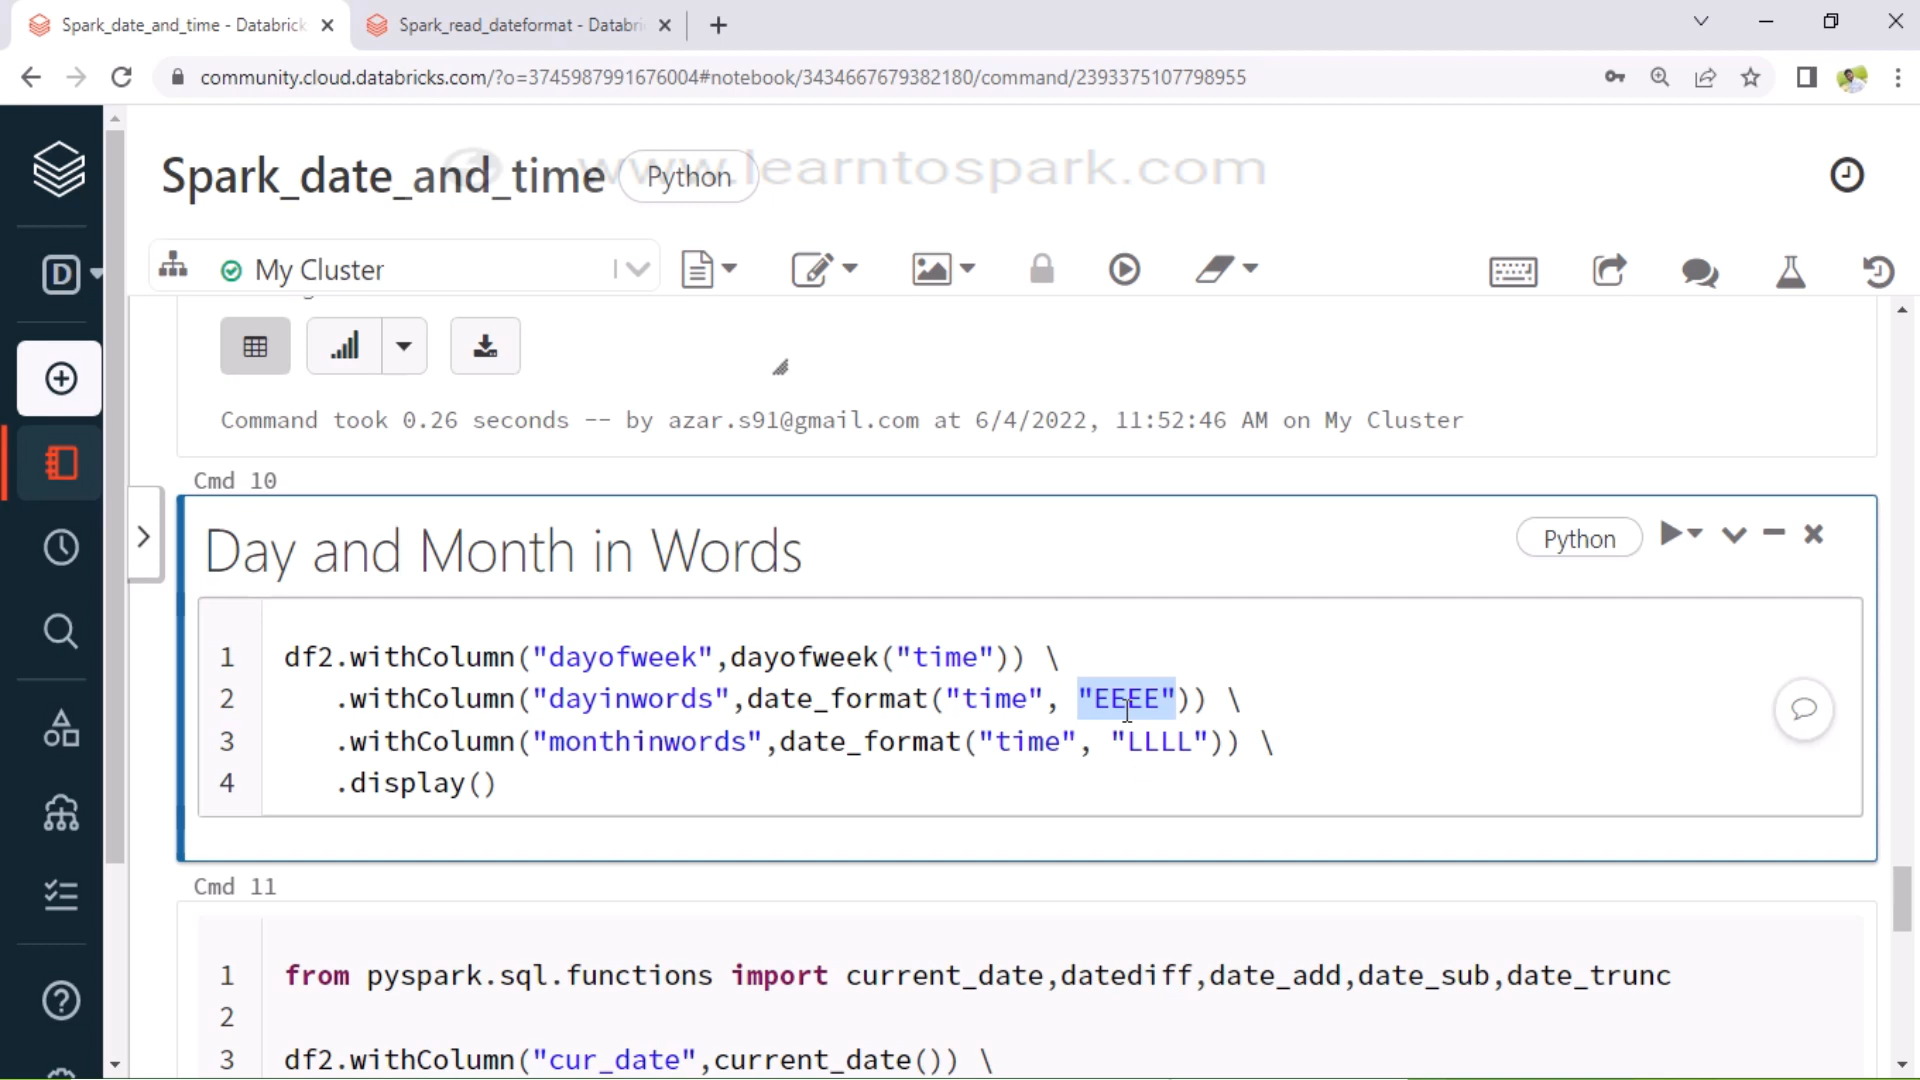 Spark_date_and_time - Databrick
Spark_read_dateformat - Databri
community.cloud.databricks.com/?o=3745987991676004#notebook/3434667679382180/command/2393375107798955
Spark_date_and_time Python
www.learntospark.com
D
My Cluster
Command took 0.26 seconds -- by azar.s91@gmail.com at 6/4/2022, 11:52:46 AM on My Cluster
Cmd 10
Day and Month in Words
Python
1 df2.withColumn("dayofweek",dayofweek("time")) \
2 .withColumn("dayinwords",date_format("time", "EEEE")) \
3 .withColumn("monthinwords",date_format("time", "LLLL")) \
4 .display()
Cmd 11
1 from pyspark.sql.functions import current_date,datediff,date_add,date_sub,date_trunc
2
3 df2.withColumn("cur_date",current_date()) \